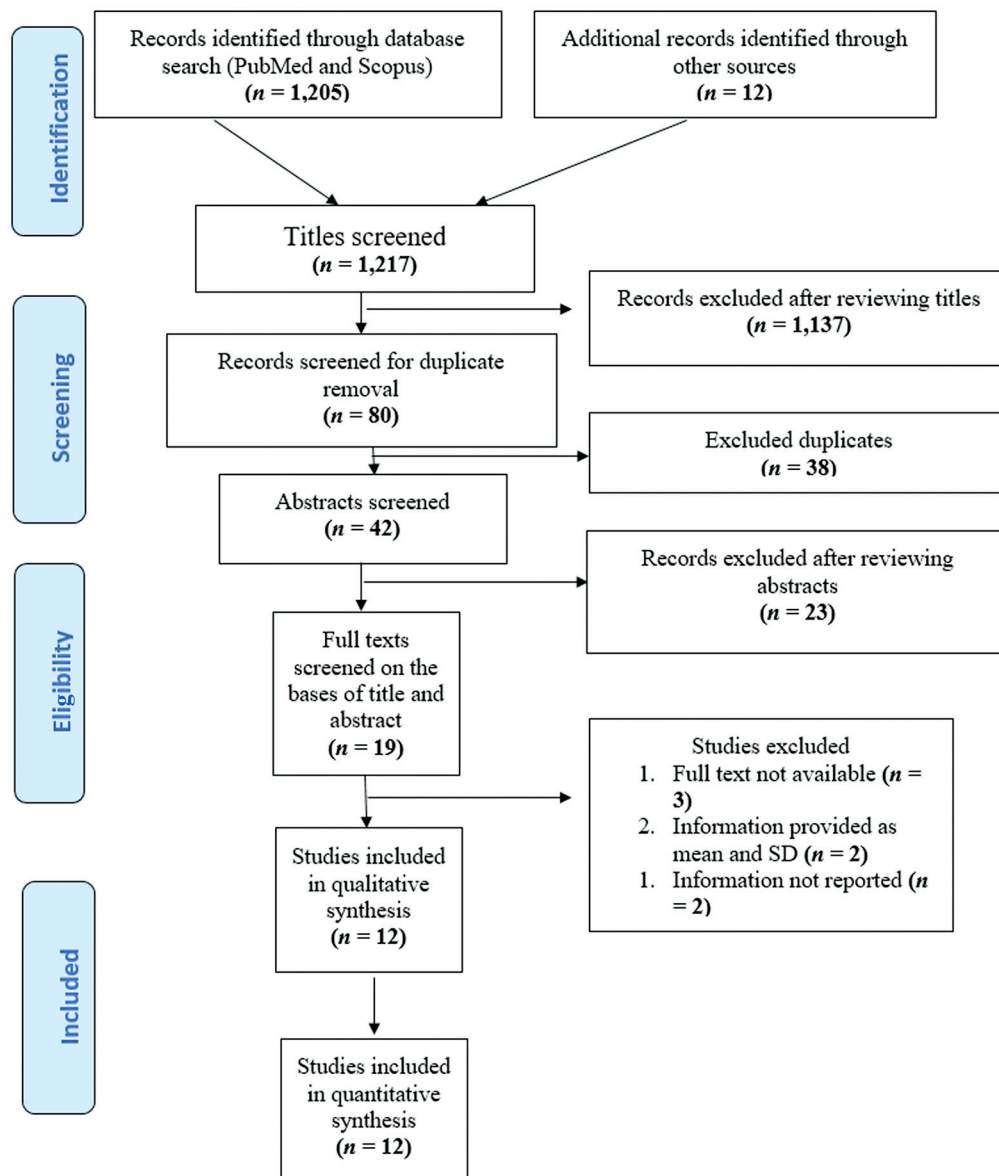 Identification
Records identified through database
search (PubMed and Scopus)
(n = 1,205)
Additional records identified through
other sources
(n = 12)
Titles screened
(n = 1,217)
Screening
Records excluded after reviewing titles
(n = 1,137)
Records screened for duplicate
removal
(n = 80)
Excluded duplicates
(n = 38)
Abstracts screened
(n = 42)
Eligibility
Records excluded after reviewing
abstracts
(n = 23)
Full texts
screened on the
bases of title and
abstract
(n = 19)
Studies excluded
1. Full text not available (n =
3)
2. Information provided as
mean and SD (n = 2)
1. Information not reported (n
= 2)
Included
Studies included
in qualitative
synthesis
(n = 12)
Studies included
in quantitative
synthesis
(n = 12)